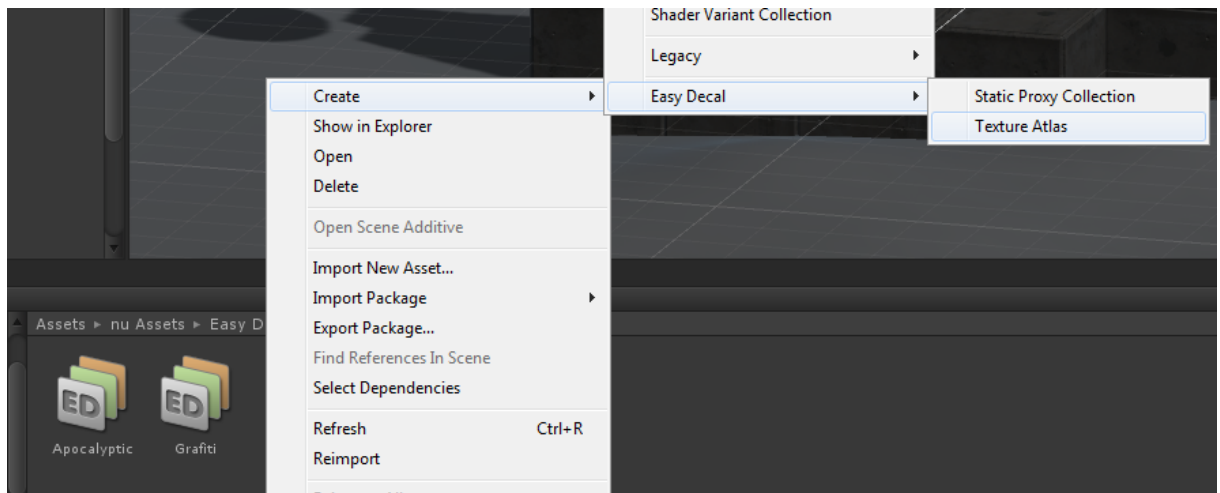 Shader Variant Collection
Legacy
Easy Decal
Static Proxy Collection
Texture Atlas
Create
Show in Explorer
Open
Delete
Open Scene Additive
Import New Asset...
Import Package
Export Package...
Find References In Scene
Select Dependencies
Refresh Ctrl+R
Reimport
Assets ▸ nu Assets ▸ Easy D
ED
ED
Apocalyptic
Grafiti